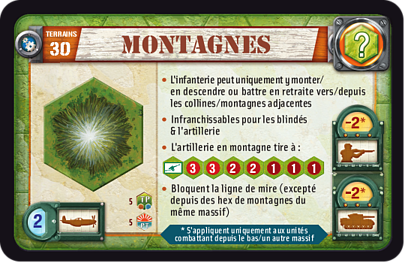 TERRAINS
30
MONTAGNES
?
• L'infanterie peut uniquement y monter/
en descendre ou battre en retraite vers/depuis
les collines/montagnes adjacentes
• Infranchissables pour les blindés
& l'artillerie
• L'artillerie en montagne tire à :
3 3 2 2 1 1 1
• Bloquent la ligne de mire (excepté
depuis des hex de montagnes du
même massif)
* S'appliquent uniquement aux unités
combattant depuis le bas/un autre massif
-2*
-2*
5
5
2